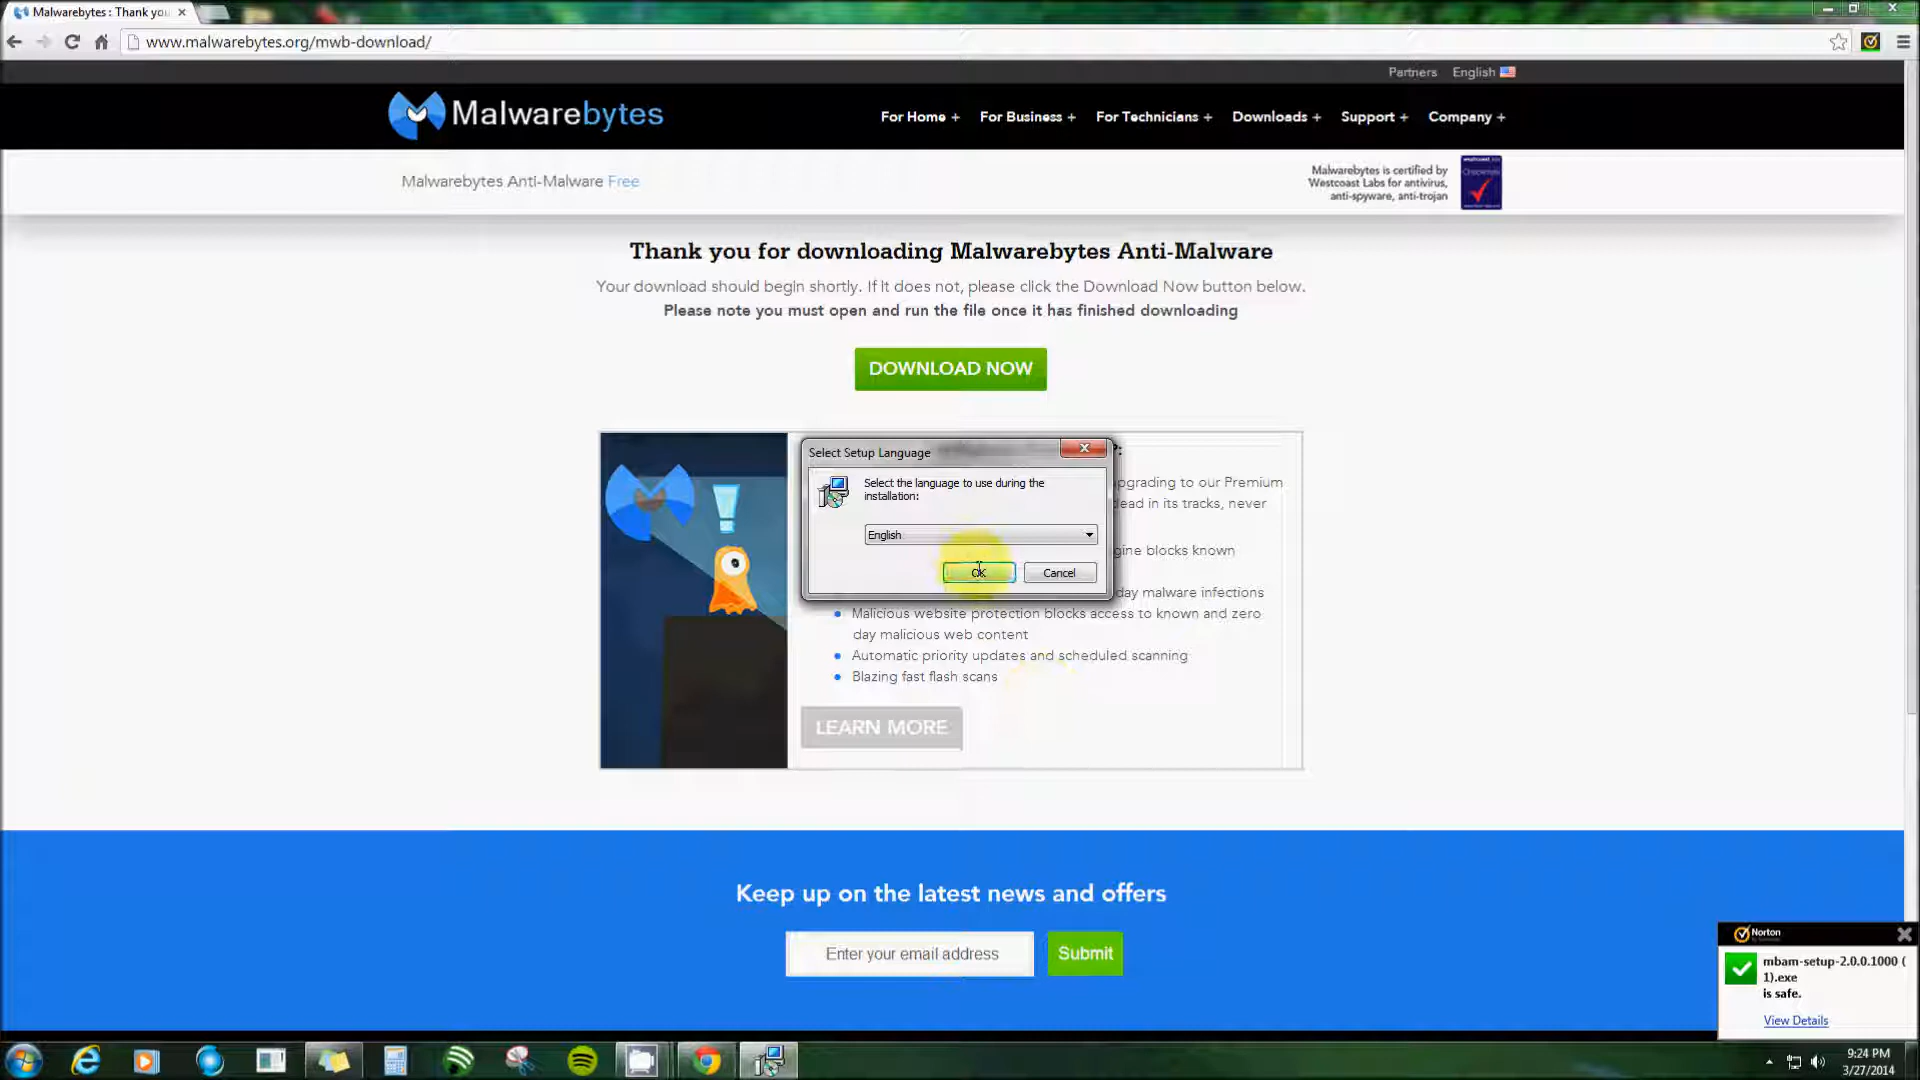 Malwarebytes : Thank you
www.malwarebytes.org/mwb-download/
Partners English
Malwarebytes
For Home + For Business + For Technicians + Downloads + Support + Company +
Malwarebytes Anti-Malware Free
Malwarebytes is certified by
Westcoast Labs for antivirus,
anti-spyware, anti-trojan
Thank you for downloading Malwarebytes Anti-Malware
Your download should begin shortly. If it does not, please click the Download Now button below.
Please note you must open and run the file once it has finished downloading
DOWNLOAD NOW
Select Setup Language
Select the language to use during the
installation:
English
OK Cancel
upgrading to our Premium
dead in its tracks, never
gine blocks known
day malware infections
Malicious website protection blocks access to known and zero
day malicious web content
Automatic priority updates and scheduled scanning
Blazing fast flash scans
LEARN MORE
Keep up on the latest news and offers
Enter your email address Submit
Norton
mbam-setup-2.0.0.1000 (
1).exe
is safe.
View Details
9:24 PM
3/27/2014